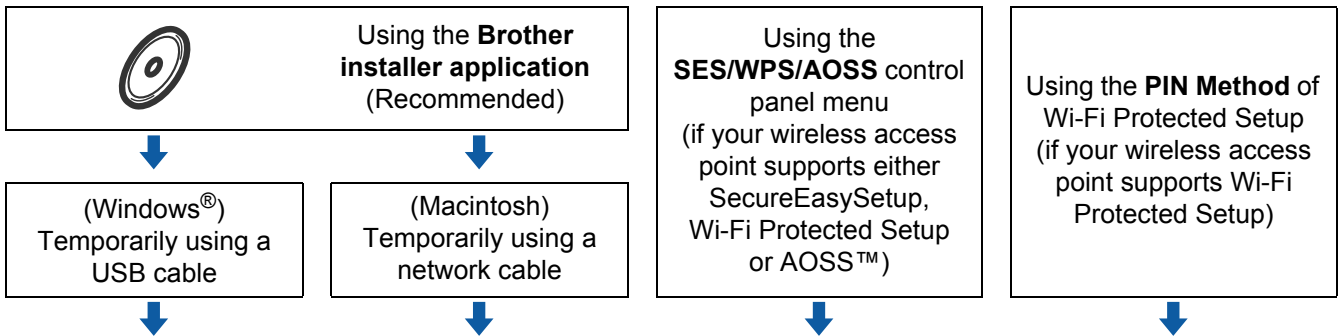 Using the Brother
installer application
(Recommended)
(Windows®)
Temporarily using a
USB cable
(Macintosh)
Temporarily using a
network cable
Using the
SES/WPS/AOSS control
panel menu
(if your wireless access
point supports either
SecureEasySetup,
Wi-Fi Protected Setup
or AOSS™)
Using the PIN Method of
Wi-Fi Protected Setup
(if your wireless access
point supports Wi-Fi
Protected Setup)